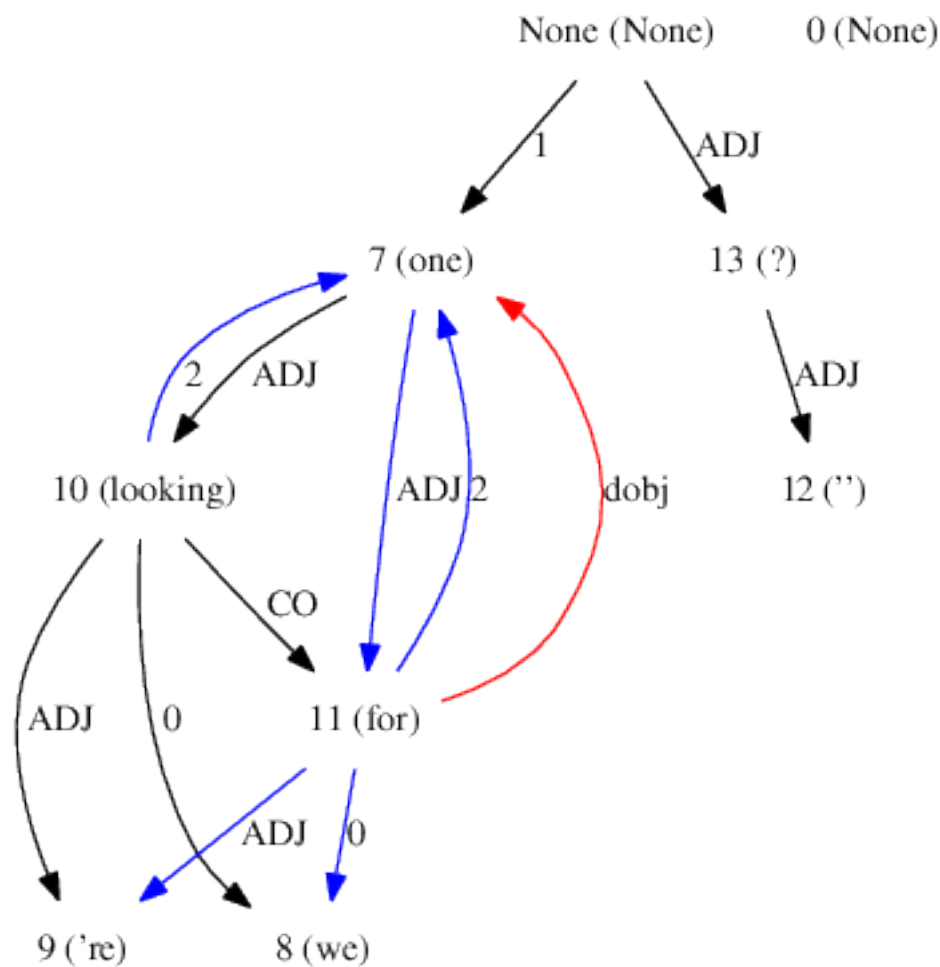 None (None) 0 (None)
1 ADJ
7 (one) 13 (?)
2 ADJ ADJ
10 (looking) ADJ 2 dobj 12 (’’)
CO
11 (for)
ADJ 0
ADJ 0
9 (’re) 8 (we)